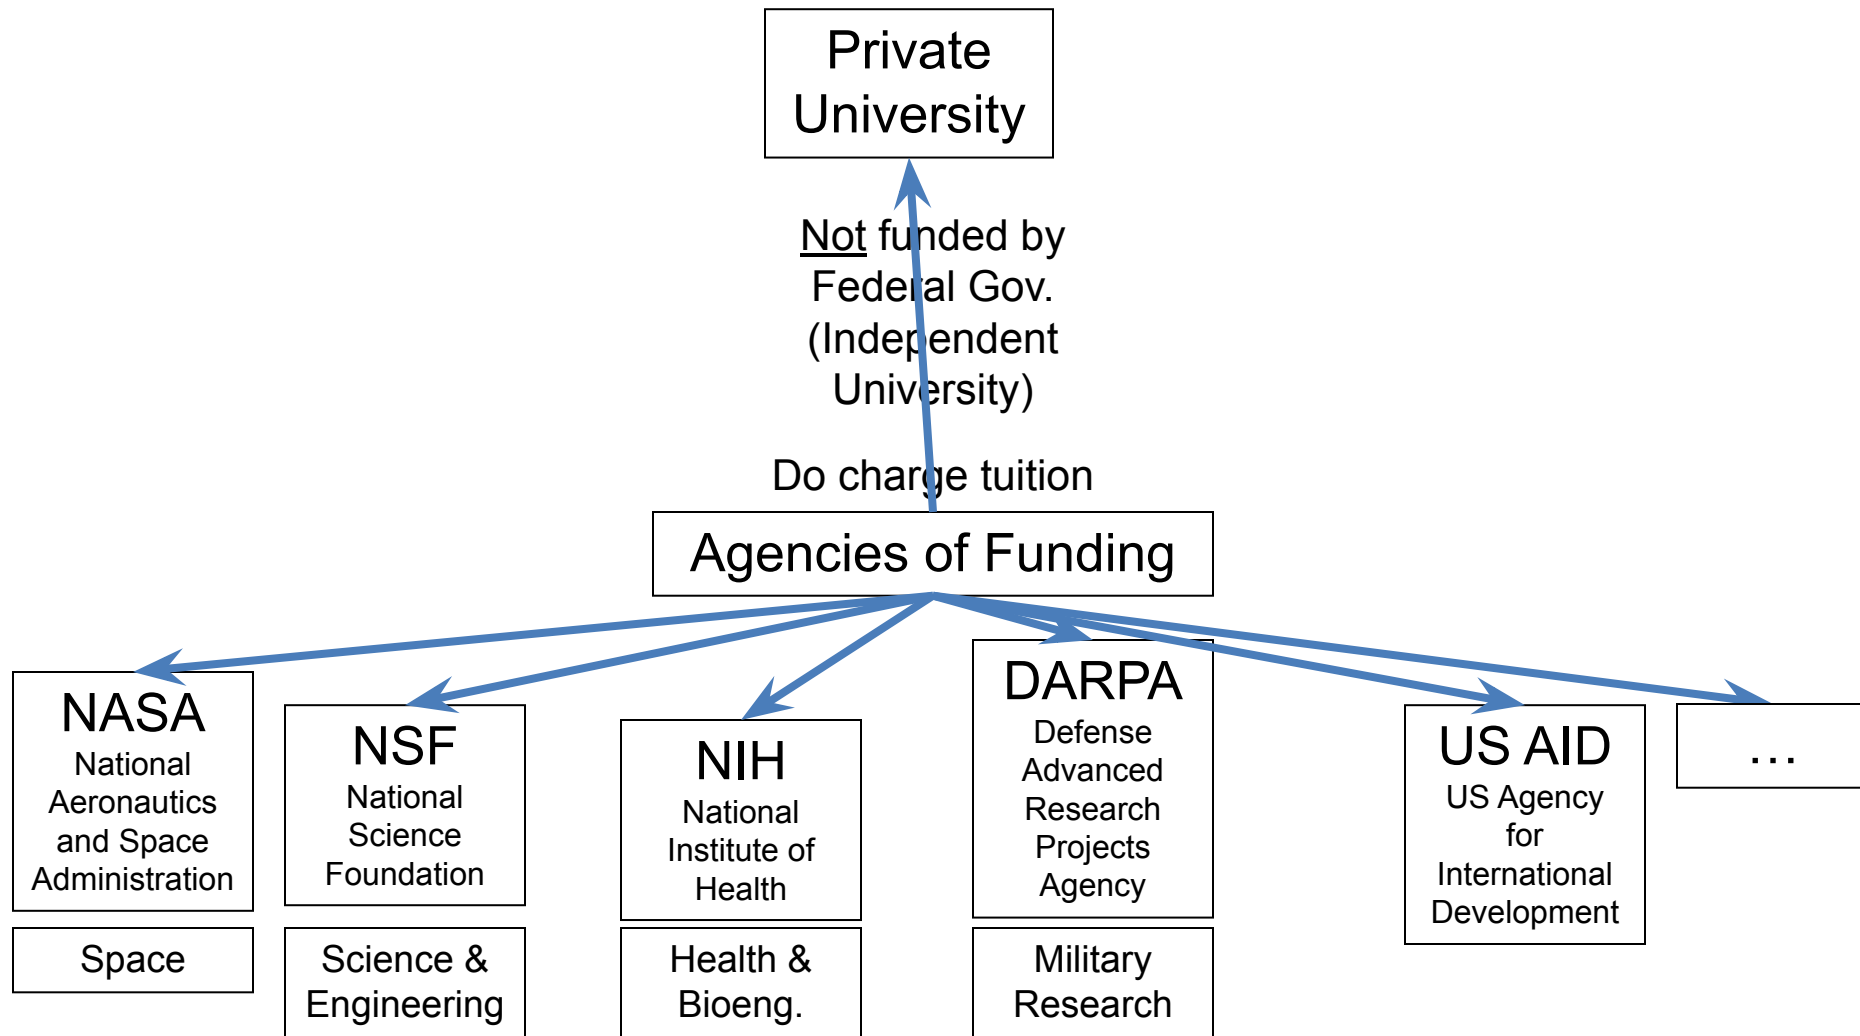 Private
University
Not funded by
Federal Gov.
(Independent
University)
Do charge tuition
Agencies of Funding
NASA
National
Aeronautics
and Space
Administration
Space
NSF
National
Science
Foundation
Science &
Engineering
NIH
National
Institute of
Health
Health &
Bioeng.
DARPA
Defense
Advanced
Research
Projects
Agency
Military
Research
US AID
US Agency
for
International
Development
...